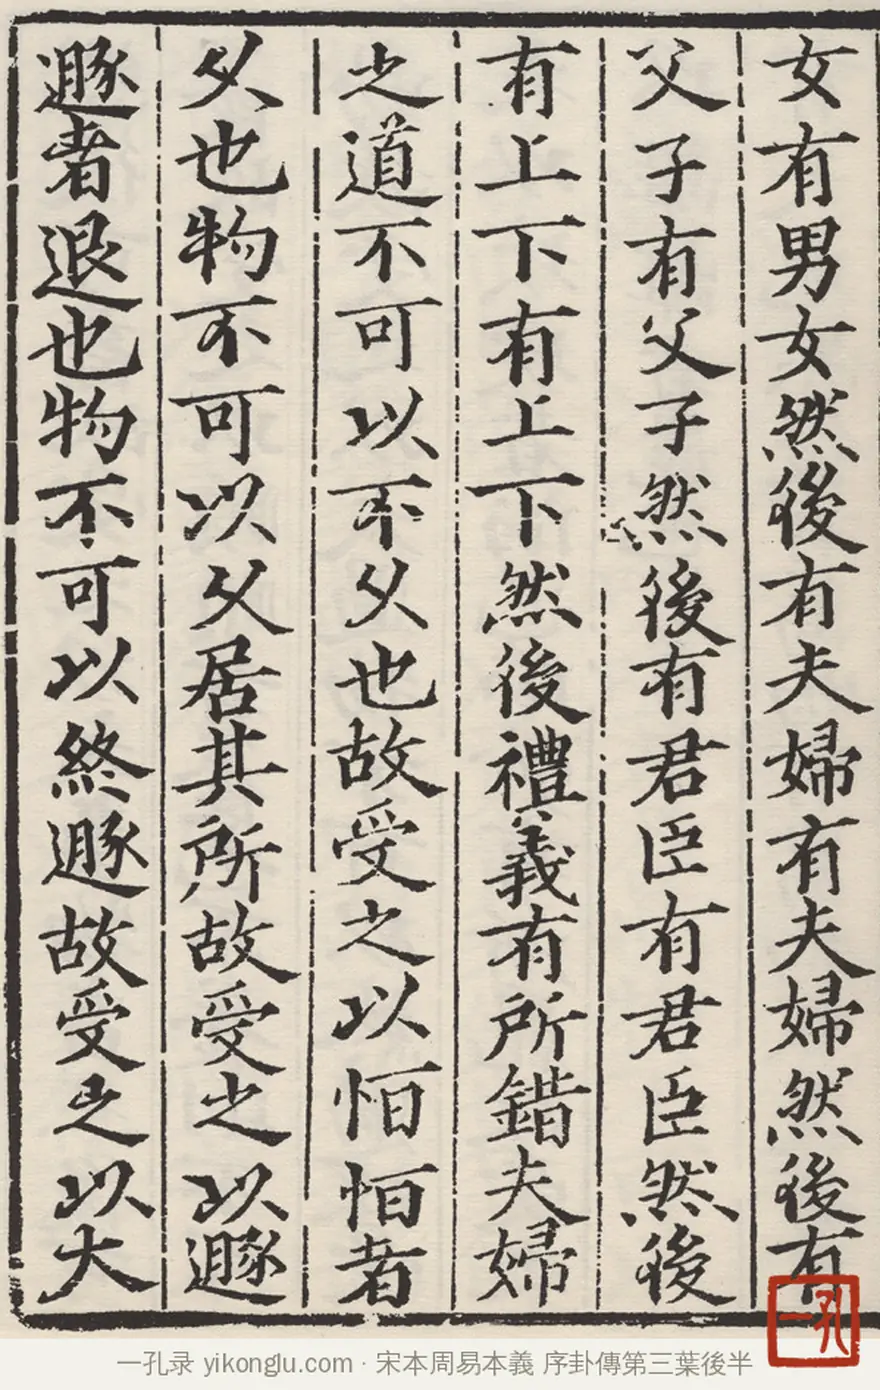 女有男女然後有夫婦有夫婦然後有
父子有父子然後有君臣有君臣然後
有上下有上下然後禮義有所錯夫婦
之道不可以不久也故受之以恒恒者
久也物不可以久居其所故受之以遯
遯者退也物不可以終遯故受之以大
一孔
一孔录 yikonglu.com · 宋本周易本義 序卦傳第三葉後半